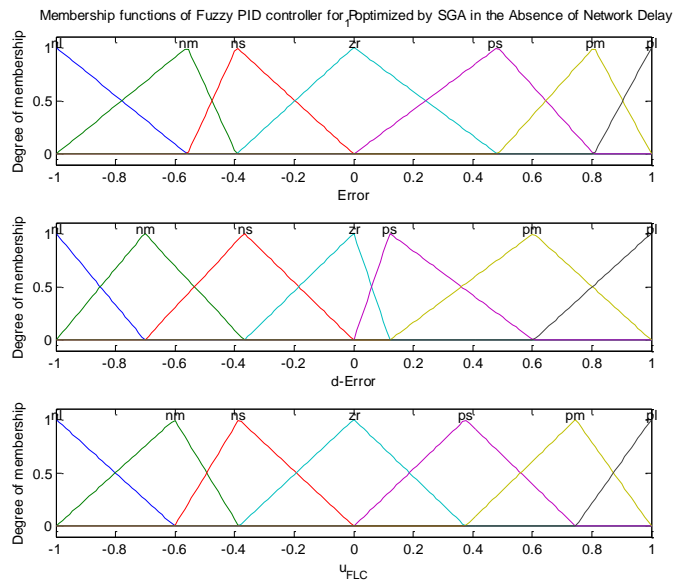 Membership functions of Fuzzy PID controller for P1 optimized by SGA in the Absence of Network Delay
nl nm ns zr ps pm pl
1
0.5
0
Degree of membership
-1 -0.8 -0.6 -0.4 -0.2 0 0.2 0.4 0.6 0.8 1
Error
nl nm ns zr ps pm pl
1
0.5
0
Degree of membership
-1 -0.8 -0.6 -0.4 -0.2 0 0.2 0.4 0.6 0.8 1
d-Error
nl nm ns zr ps pm pl
1
0.5
0
Degree of membership
-1 -0.8 -0.6 -0.4 -0.2 0 0.2 0.4 0.6 0.8 1
uFLC